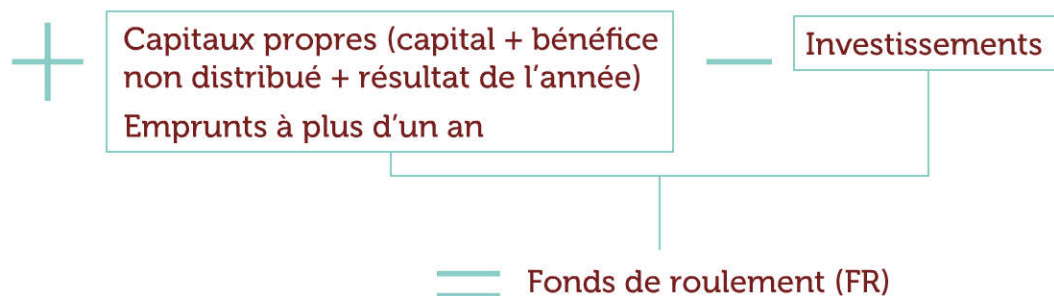 Capitaux propres (capital + bénéfice
non distribué + résultat de l’année)
Emprunts à plus d’un an
Investissements
Fonds de roulement (FR)